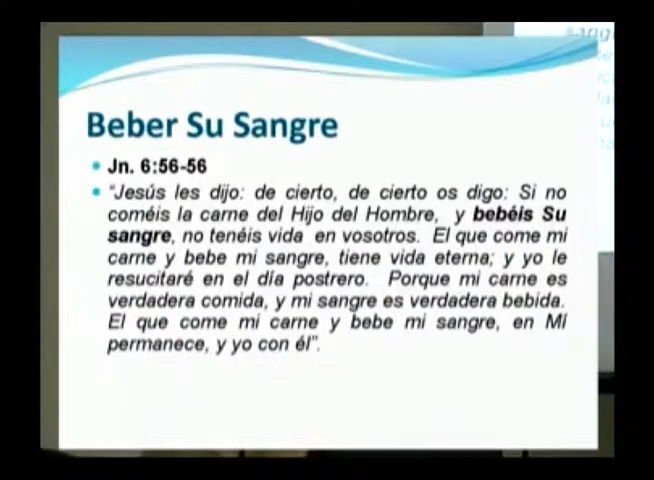 Beber Su Sangre
Jn. 6:56-56
"Jesús les dijo: de cierto, de cierto os digo: Si no
coméis la carne del Hijo del Hombre, y bebéis Su
sangre, no tenéis vida en vosotros. El que come mi
carne y bebe mi sangre, tiene vida eterna; y yo le
resucitaré en el día postrero. Porque mi carne es
verdadera comida, y mi sangre es verdadera bebida.
El que come mi carne y bebe mi sangre, en Mí
permanece, y yo con él".